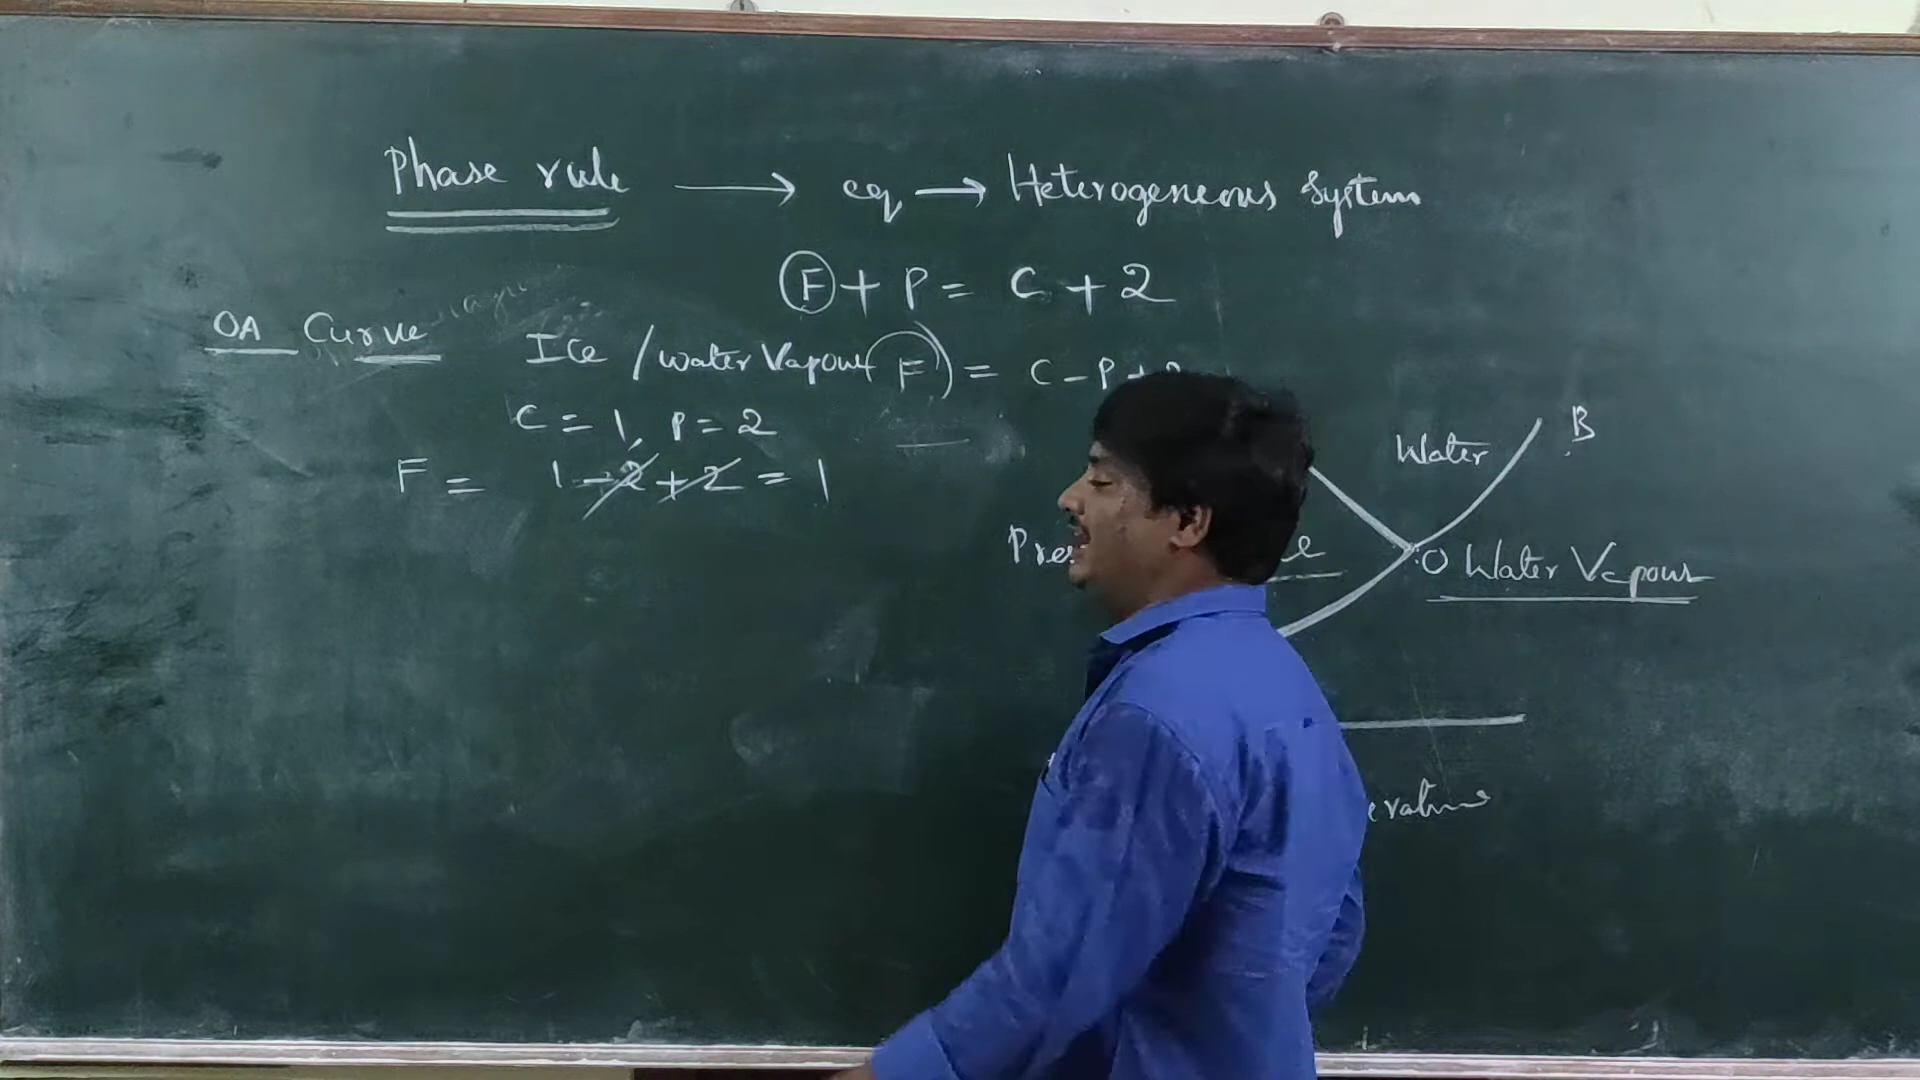 Phase rule → eq → Heterogeneous System
F + P = C + 2
OA Curve
Ice / Water Vapour
F = C - P +
C = 1, P = 2
F = 1 - 2 + 2 = 1
Water
B
O Water Vapour